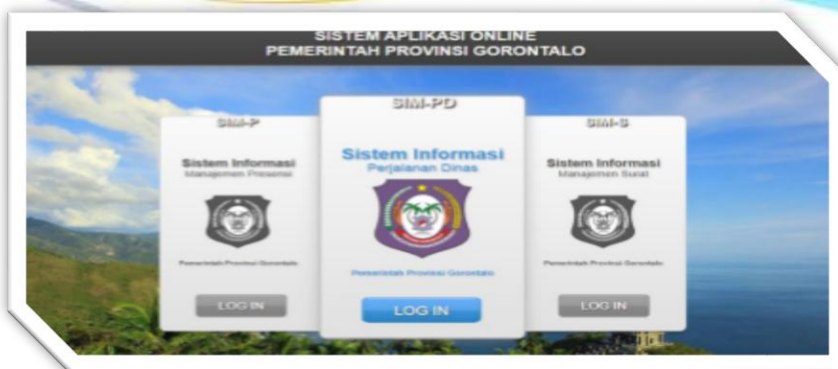 SISTEM APLIKASI ONLINE
PEMERINTAH PROVINSI GORONTALO
SIM-P
Sistem Informasi
Manajemen Presensi
Pemerintah Provinsi Gorontalo
LOG IN
SIM-PD
Sistem Informasi
Perjalanan Dinas
Pemerintah Provinsi Gorontalo
LOG IN
SIM-S
Sistem Informasi
Manajemen Surat
Pemerintah Provinsi Gorontalo
LOG IN